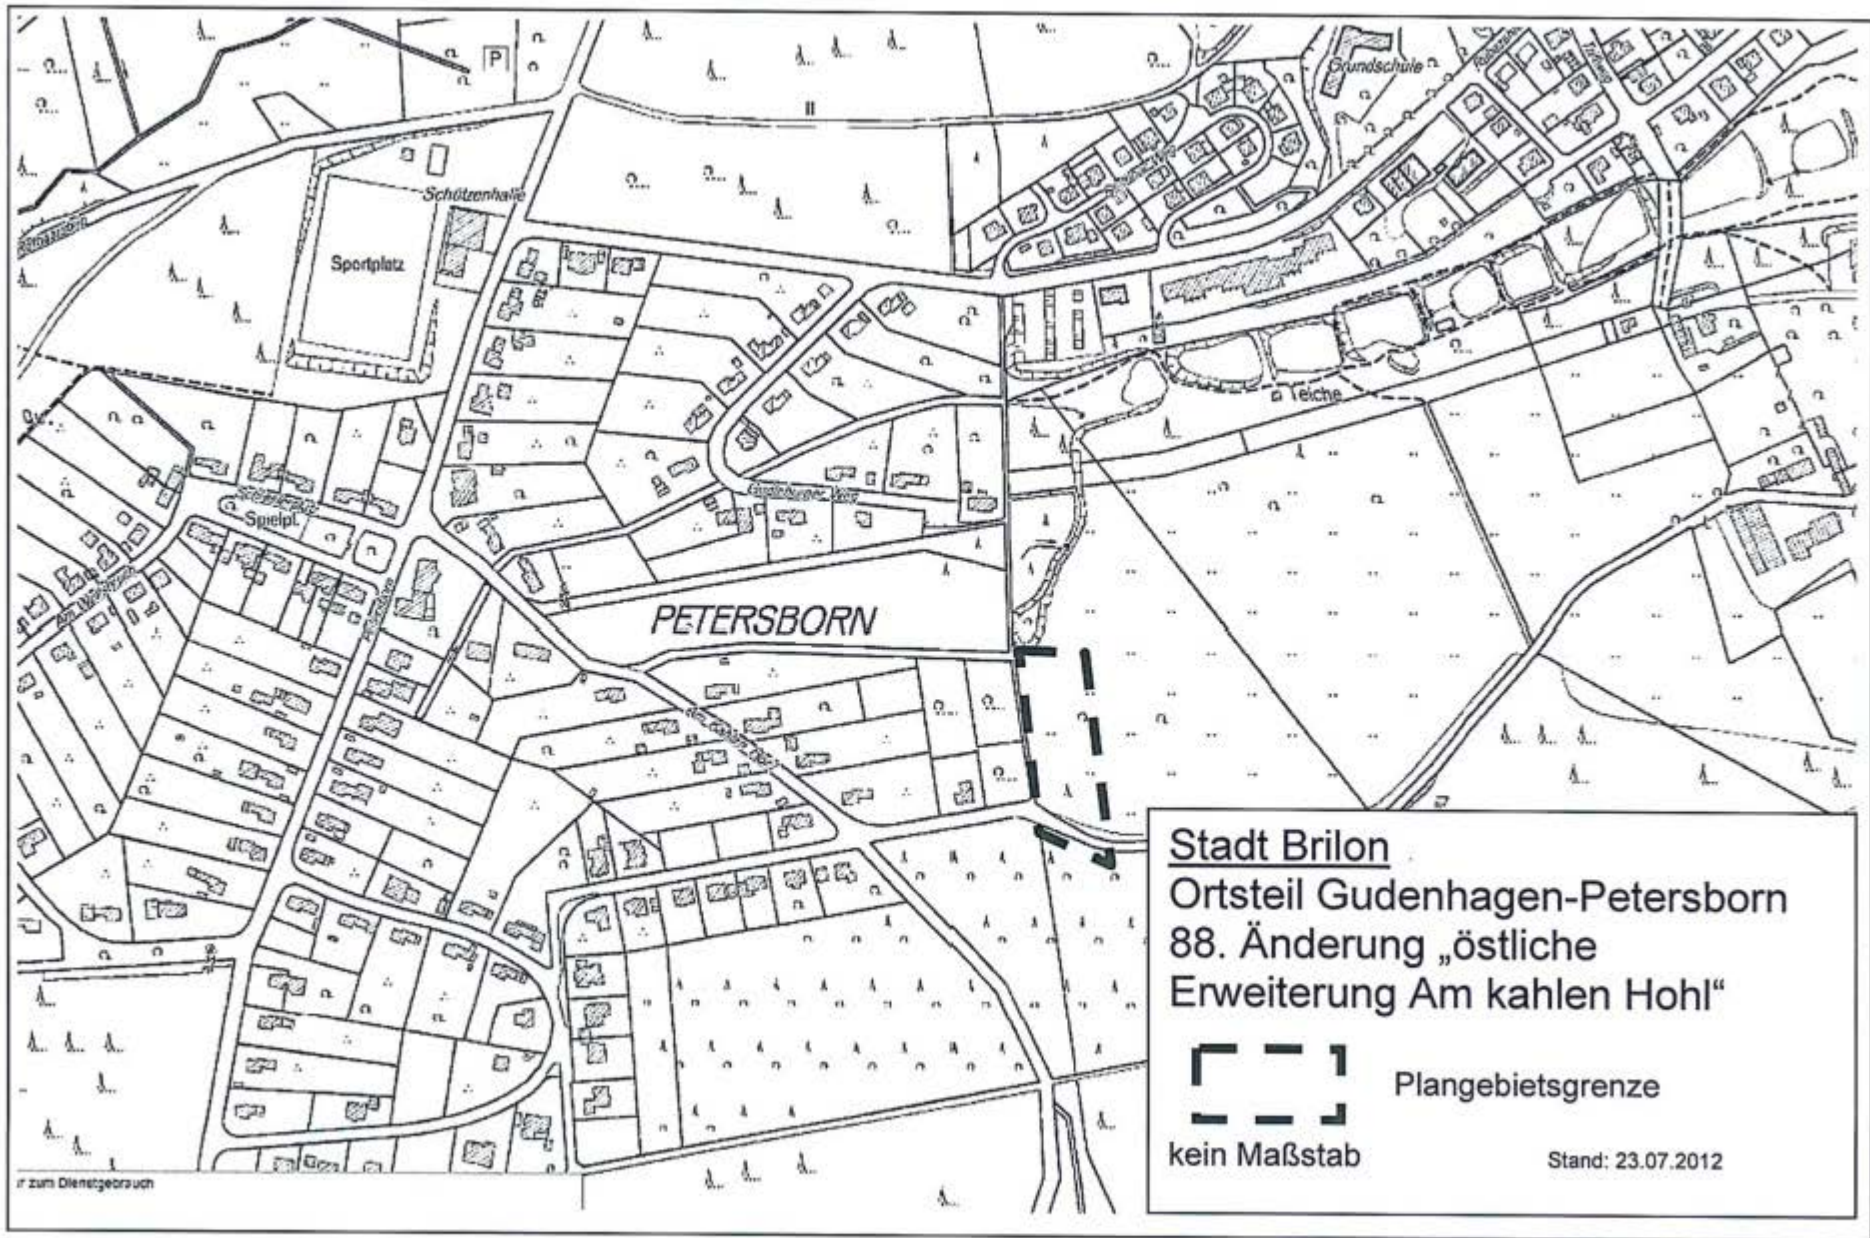 P
II
Grundschule
Schützenhalle
Sportplatz
Teiche
Spielpl.
PETERSBORN
Stadt Brilon
Ortsteil Gudenhagen-Petersborn
88. Änderung „östliche
Erweiterung Am kahlen Hohl“
Plangebietsgrenze
kein Maßstab
Stand: 23.07.2012
zum Dienstgebrauch